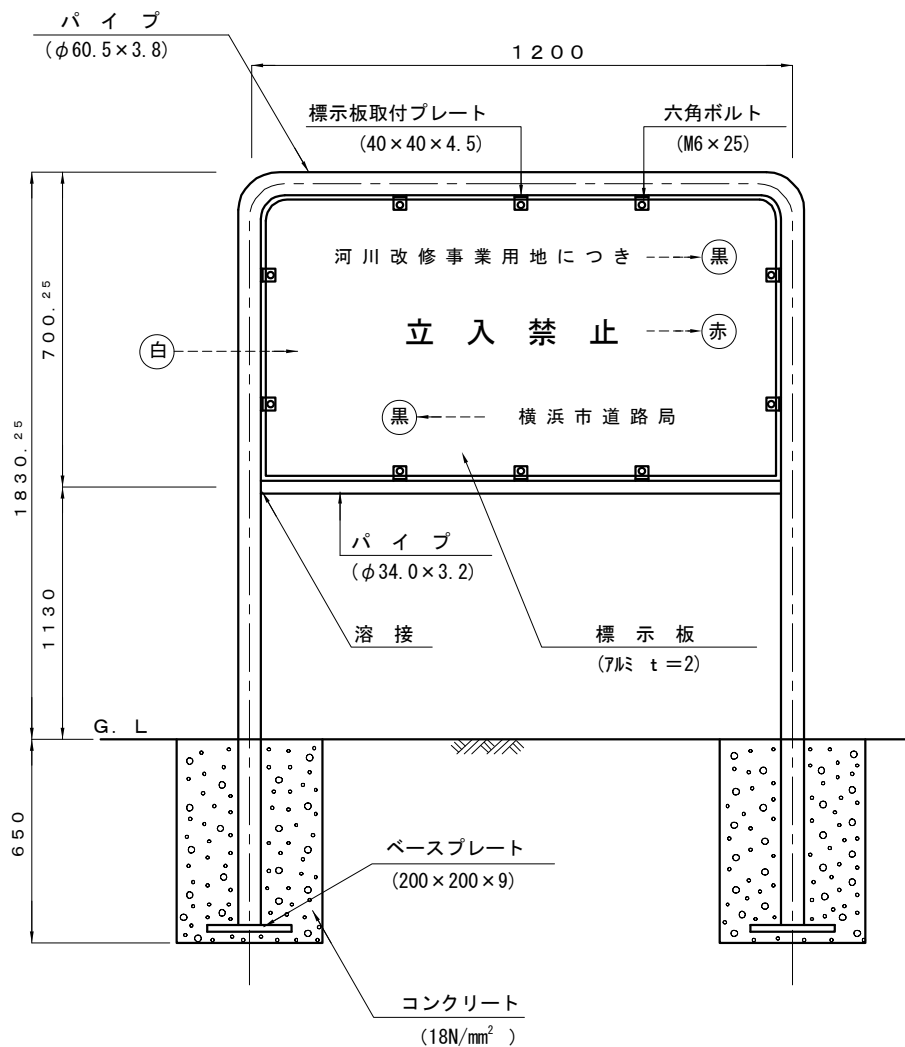 パイプ
(φ60.5×3.8)
1200
標示板取付プレート
(40×40×4.5)
六角ボルト
(M6×25)
河川改修事業用地につき
黒
700.25
立入禁止
赤
白
黒
横浜市道路局
1830.25
パイプ
(φ34.0×3.2)
1130
溶接
標示板
(ｱﾙﾐ t=2)
G. L
650
ベースプレート
(200×200×9)
コンクリート
(18N/mm²)